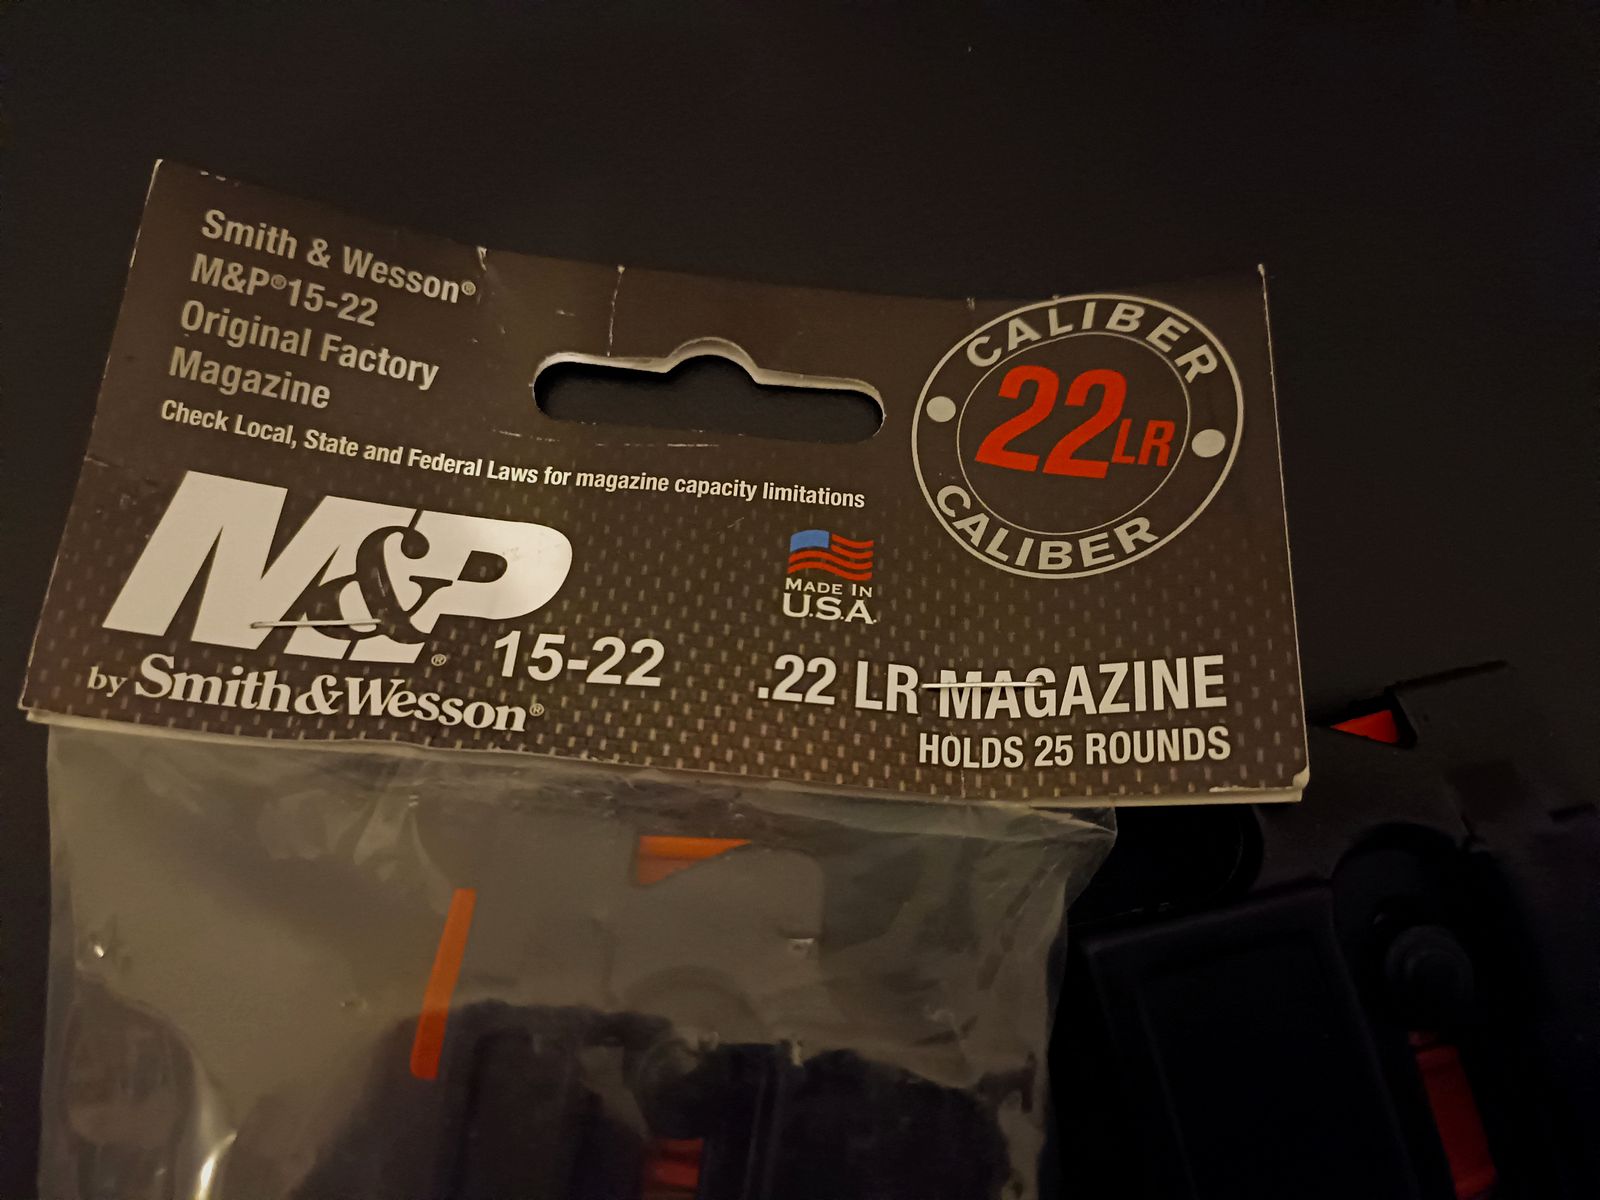 Smith & Wesson®
M&P®15-22
Original Factory
Magazine
Check Local, State and Federal Laws for magazine capacity limitations
CALIBER
22LR
CALIBER
M&P®
15-22
by Smith&Wesson®
MADE IN
U.S.A.
.22 LR MAGAZINE
HOLDS 25 ROUNDS